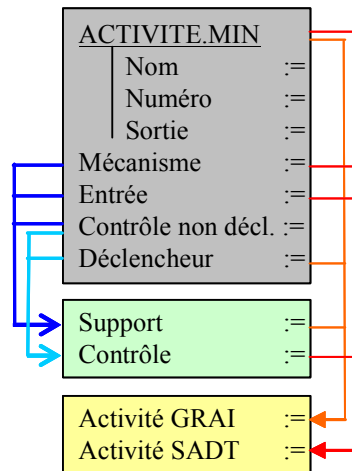 ACTIVITE.MIN
Nom :=
Numéro :=
Sortie :=
Mécanisme :=
Entrée :=
Contrôle non décl. :=
Déclencheur :=
Support :=
Contrôle :=
Activité GRAI :=
Activité SADT :=